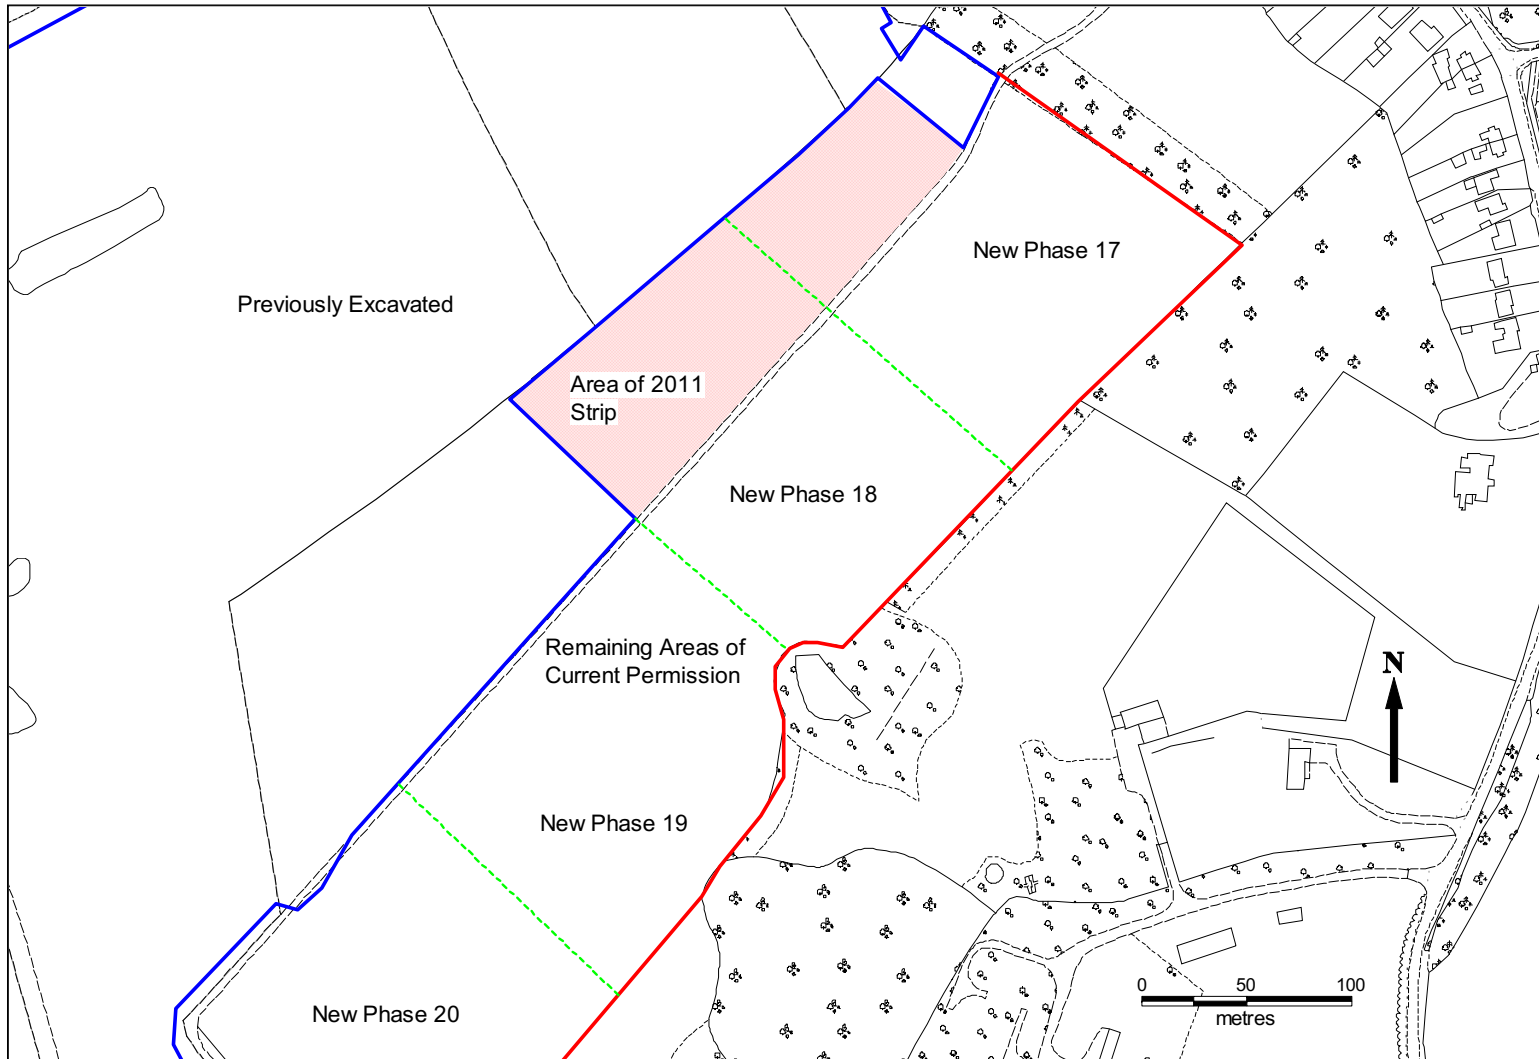 New Phase 17
Previously Excavated
Area of 2011
Strip
New Phase 18
Remaining Areas of
Current Permission
N
New Phase 19
0 50 100
metres
New Phase 20